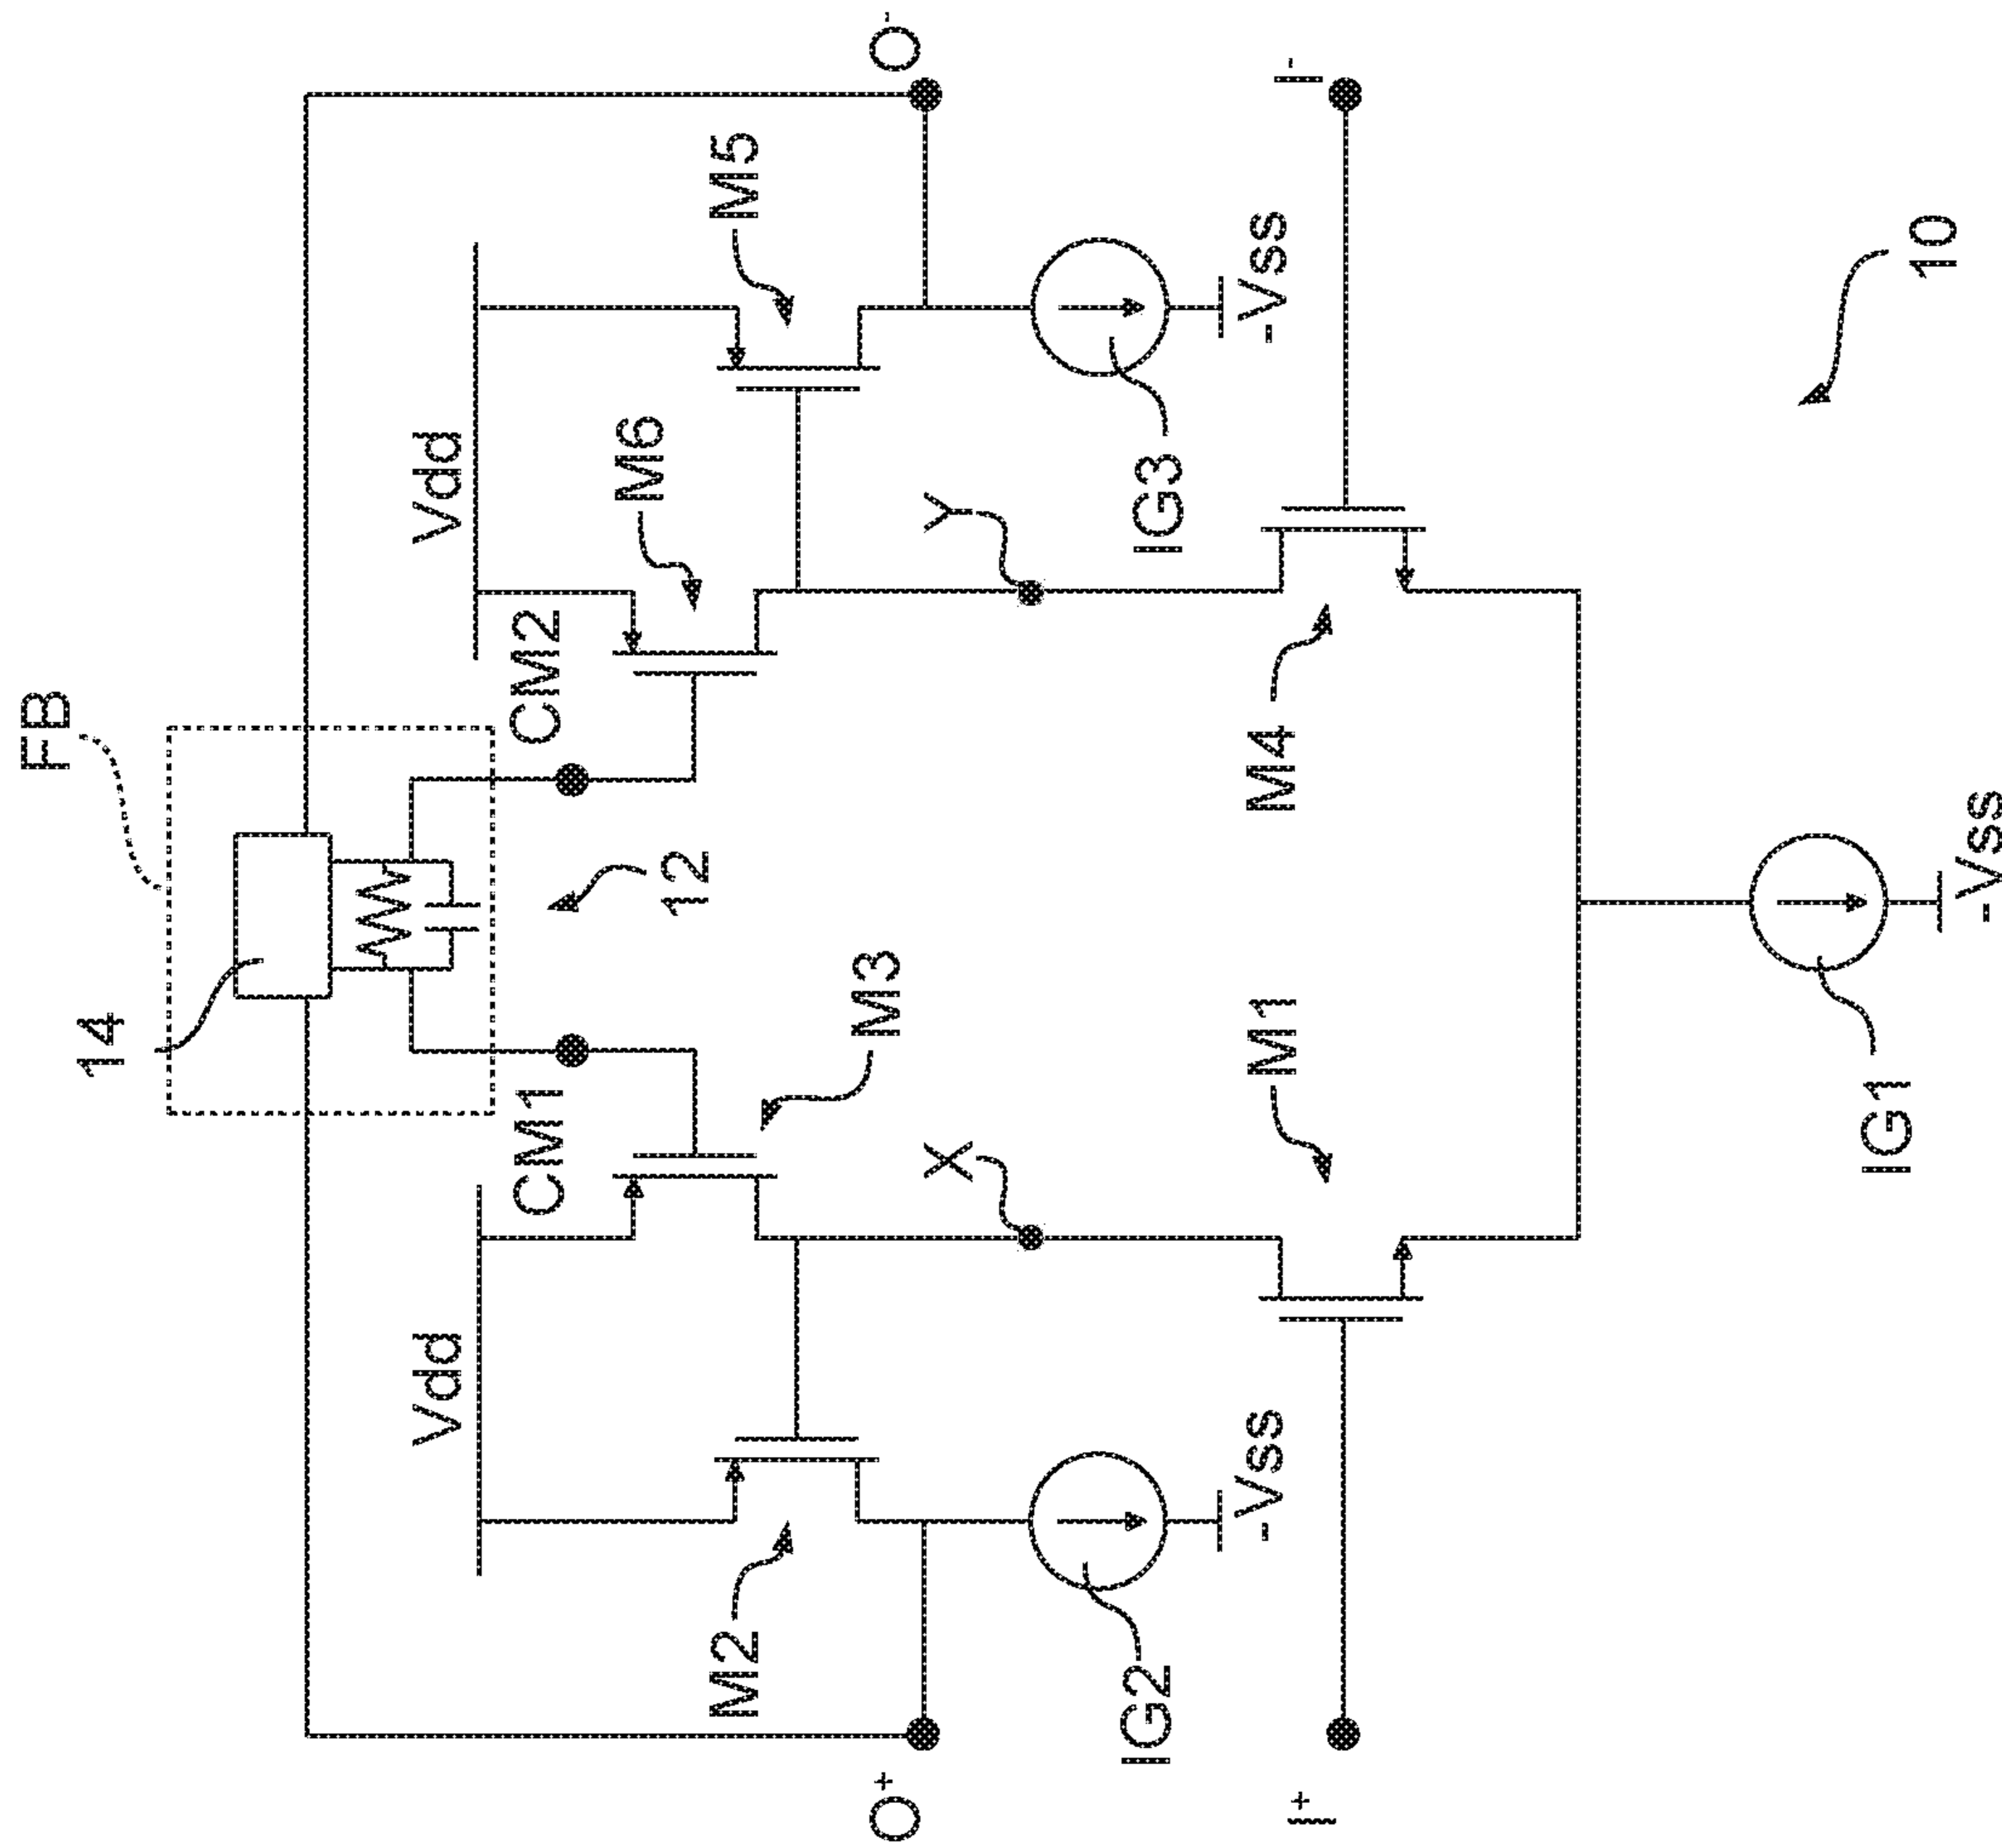 FB
14
Vdd
Vdd
CM1
CM2
M6
12
M2
M5
M3
O+
O-
X
Y
IG2
IG3
-Vss
-Vss
M1
M4
I+
I-
IG1
10
-Vss